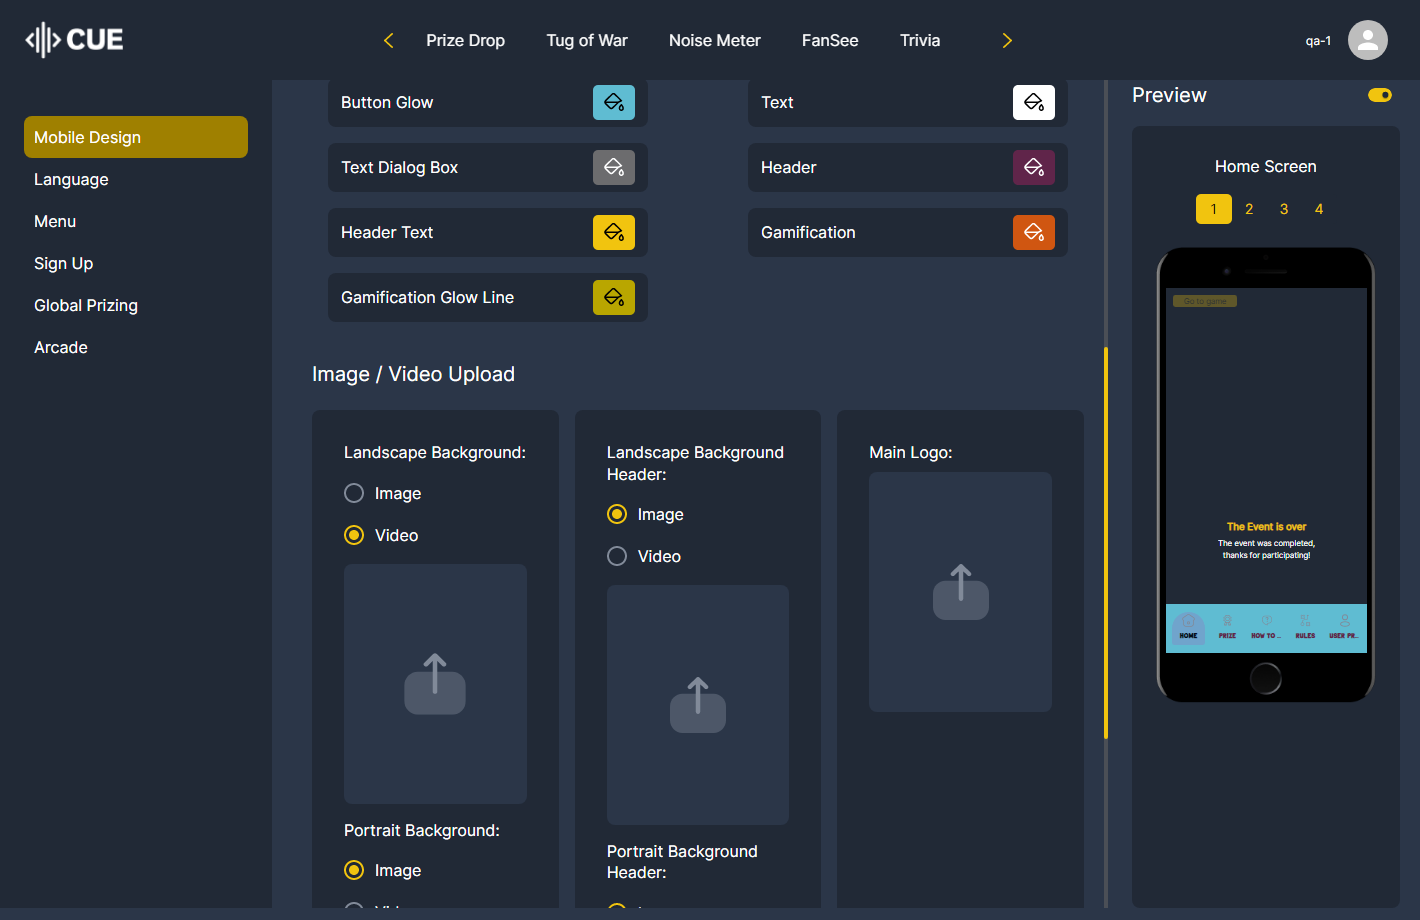 CUE
Prize Drop
Tug of War
Noise Meter
FanSee
Trivia
qa-1
Mobile Design
Language
Menu
Sign Up
Global Prizing
Arcade
Button Glow
Text
Text Dialog Box
Header
Header Text
Gamification
Gamification Glow Line
Image / Video Upload
Landscape Background:
Image
Video
Portrait Background:
Image
Landscape Background
Header:
Image
Video
Portrait Background
Header:
Main Logo:
Preview
Home Screen
1 2 3 4
Go to game
The Event is over
The event was completed,
thanks for participating!
HOME PRIZE HOW TO ... RULES USER PR...